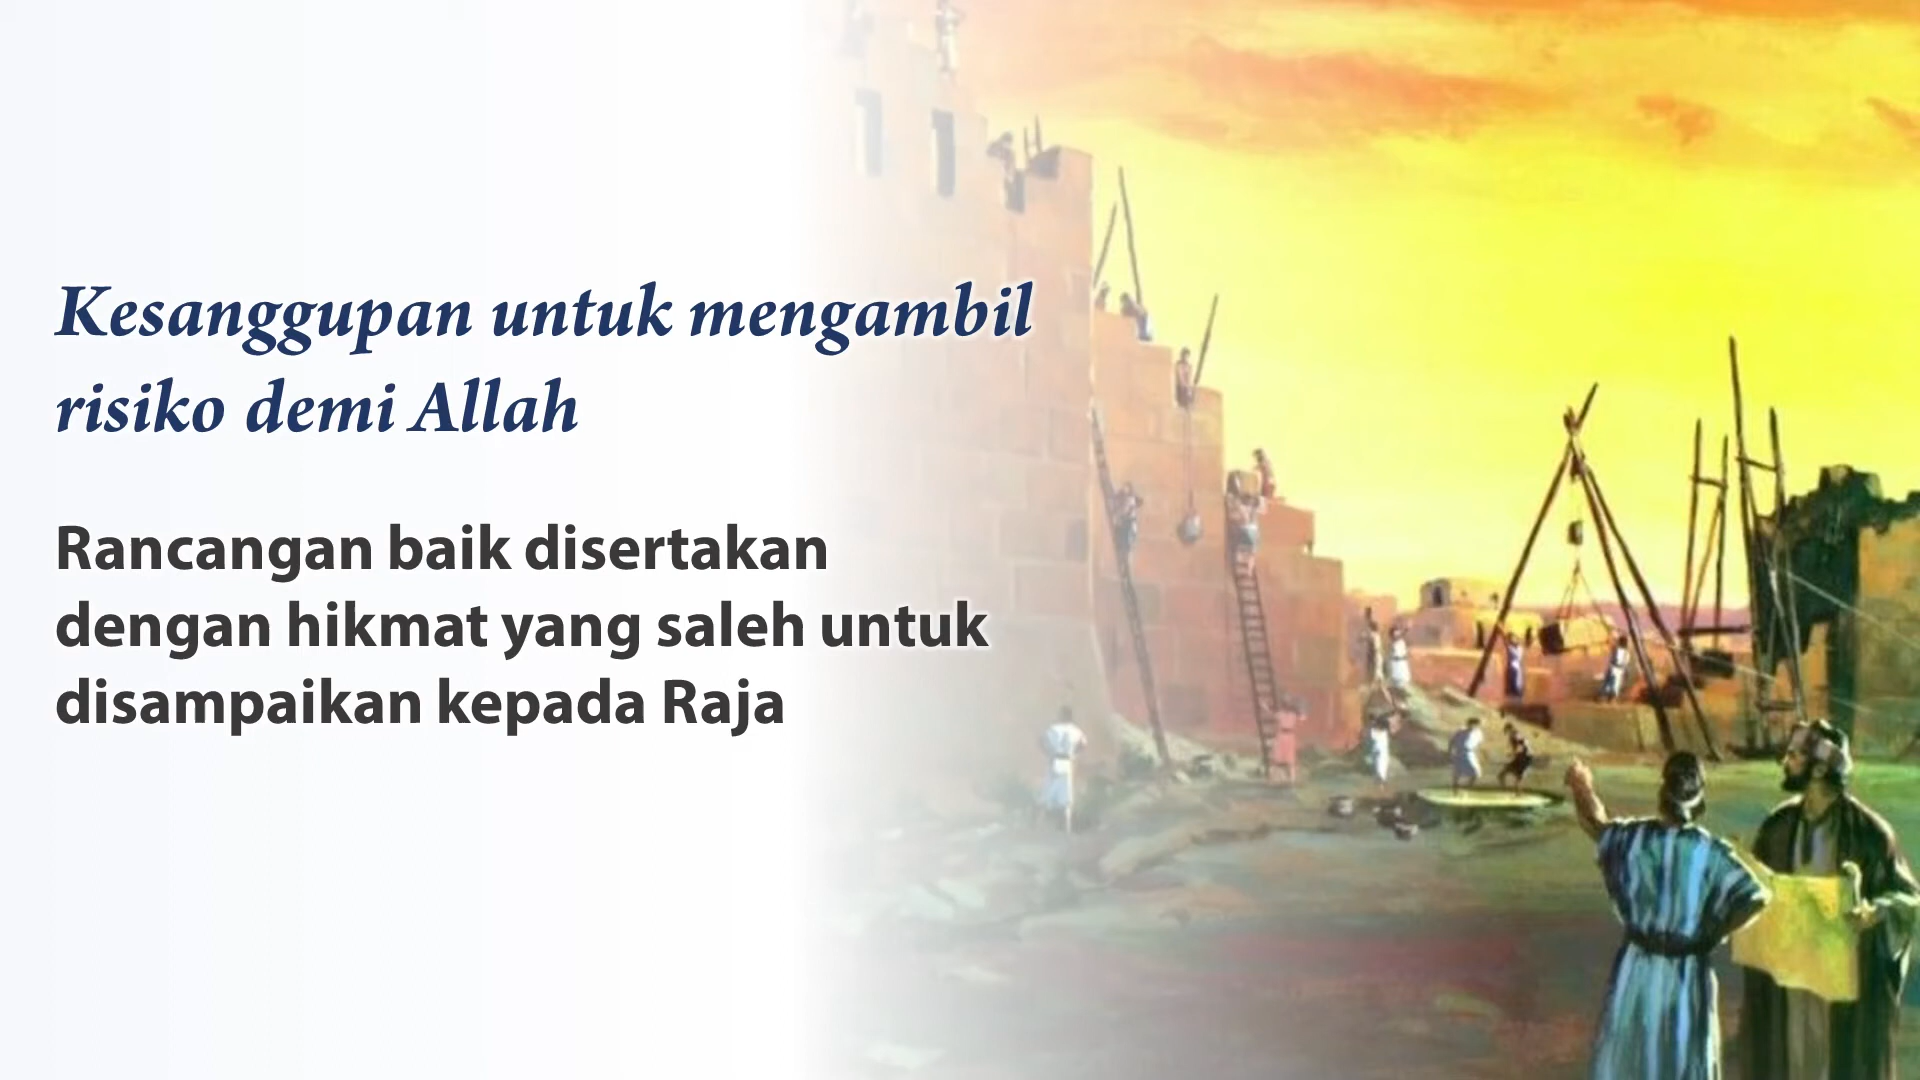 Kesanggupan untuk mengambil
risiko demi Allah
Rancangan baik disertakan
dengan hikmat yang saleh untuk
disampaikan kepada Raja